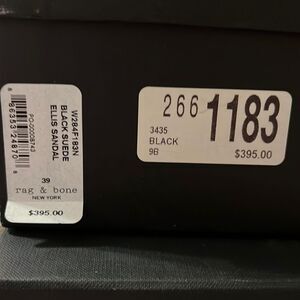 W284F183N
BLACK SUEDE
ELLIS SANDAL
39
rag & bone
NEW YORK
$395.00
266 1183
3435
BLACK
9B
$395.00